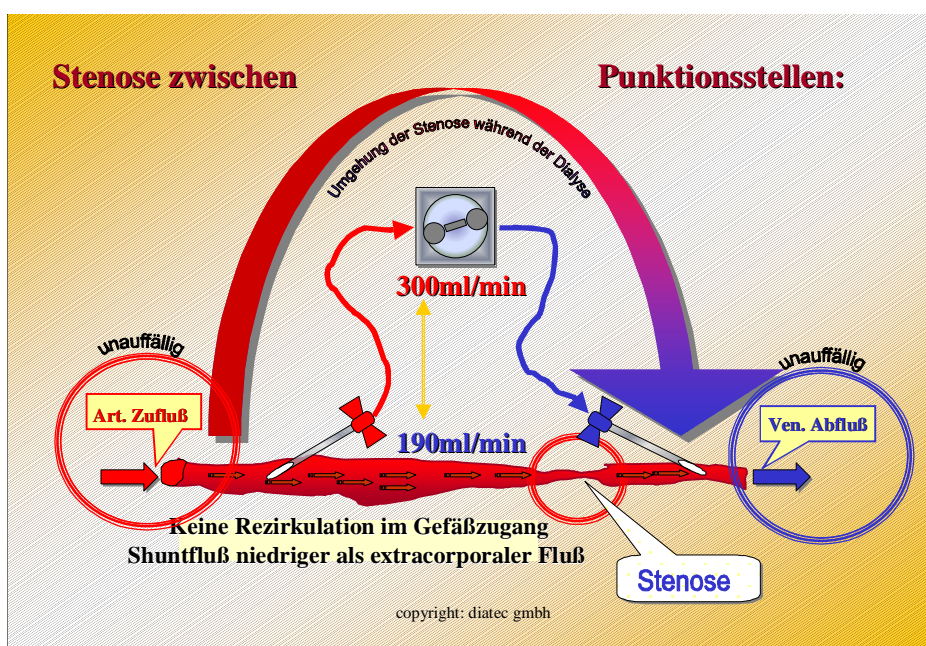 Stenose zwischen Punktionsstellen:
Umgehung der Stenose während der Dialyse
300ml/min
unauffällig
unauffällig
Art. Zufluß
Ven. Abfluß
190ml/min
Keine Rezirkulation im Gefäßzugang
Shuntfluß niedriger als extracorporaler Fluß
Stenose
copyright: diatec gmbh